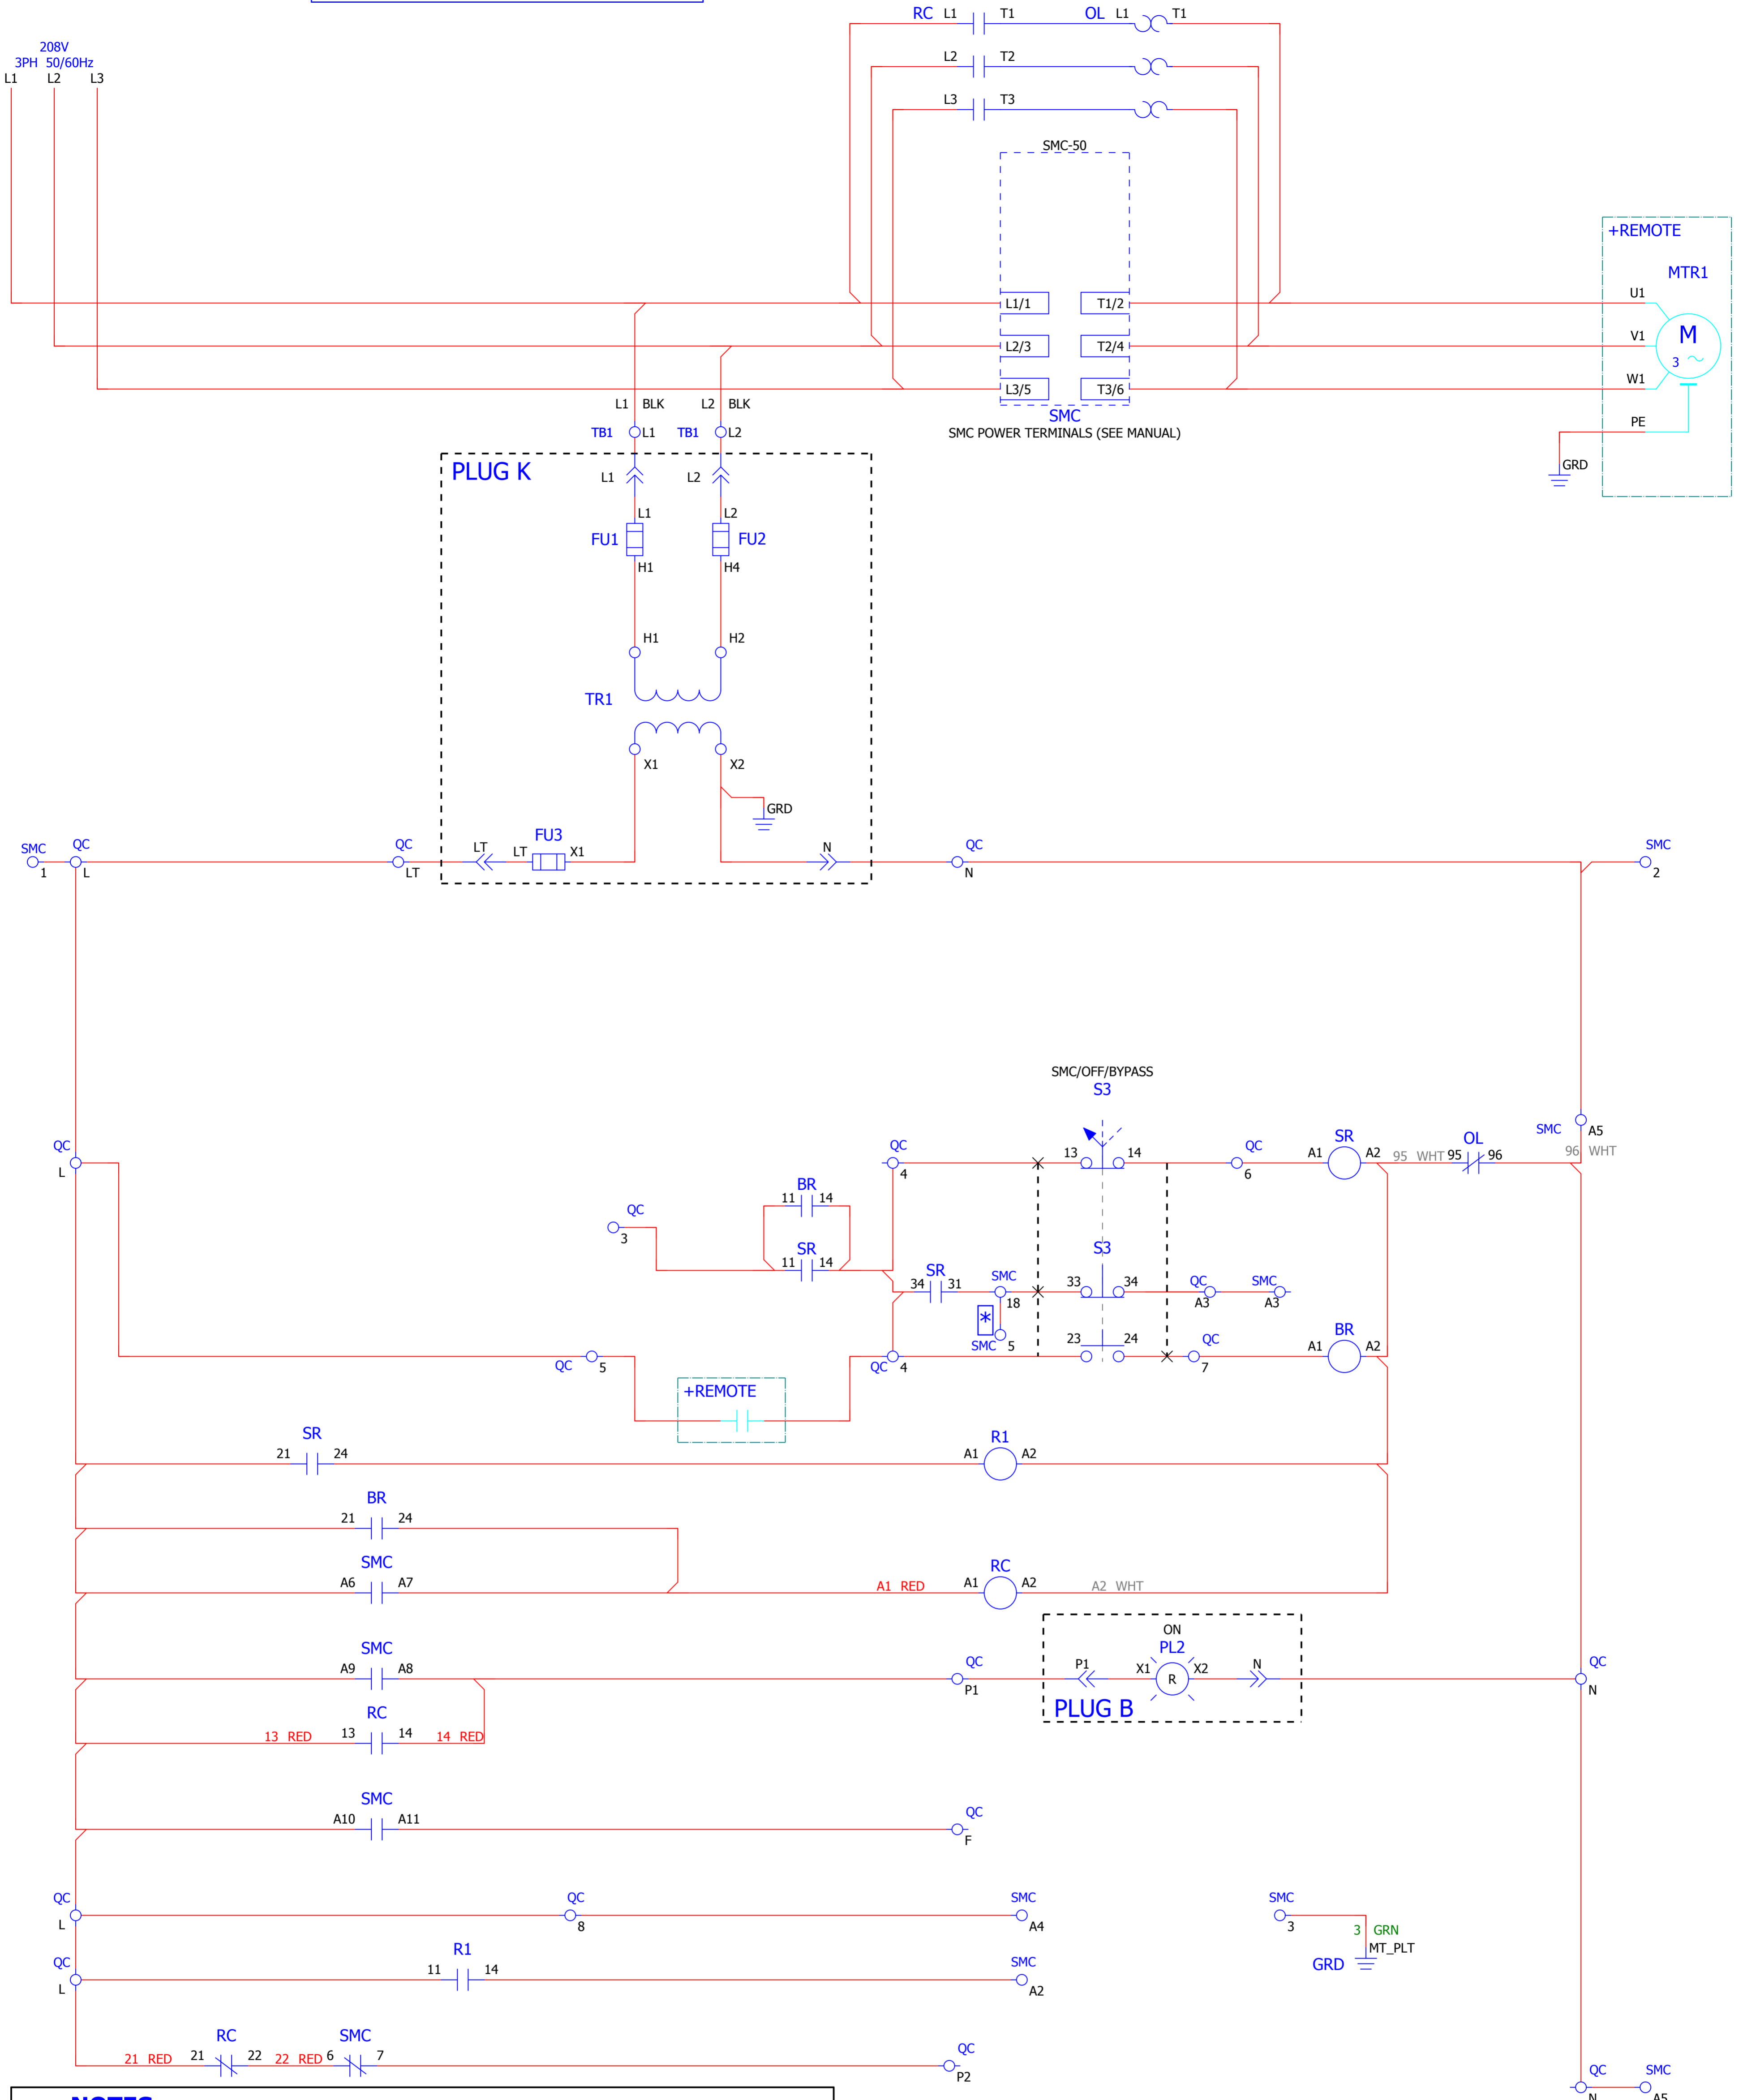 RC L1 T1 OL L1 T1
208V
3PH 50/60Hz
L1 L2 L3
L2 T2
L3 T3
SMC-50
+REMOTE
MTR1
L1/1 T1/2 U1
M
3
L2/3 T2/4 V1
L3/5 T3/6 W1
L1 BLK L2 BLK
SMC
SMC POWER TERMINALS (SEE MANUAL)
PE
TB1 L1 TB1 L2
GRD
PLUG K
L1 L2
L1 L2
FU1 FU2
H1 H4
H1 H2
TR1
X1 X2
GRD
SMC QC QC FU3 QC SMC
LT LT X1 N
1 L LT N 2
SMC/OFF/BYPASS
S3
SMC A5
QC QC 13 14 QC SR OL
A1 A2 95 WHT 95 96 96 WHT
L 4 6
BR
11 14
QC
3
SR
11 14
S3
SR
34 31 SMC 33 34 QC SMC
18 A3 A3
*
SMC 5
23 24 QC BR
A1 A2
QC 5 QC 4 7
+REMOTE
SR
21 24
R1
A1 A2
BR
21 24
SMC
A6 A7
RC
A1 RED A1 A2 A2 WHT
ON
SMC
A9 A8
QC
P1
PL2
P1 X1 R X2 N
PLUG B
QC
N
RC
13 RED 13 14 14 RED
SMC
A10 A11
QC
F
QC QC SMC SMC
L 8 A4 3
3 GRN
MT_PLT
GRD
QC R1 SMC
11 14
L A2
RC SMC
21 RED 21 22 22 RED 6 7
QC
P2
QC SMC
N A5
NOTES